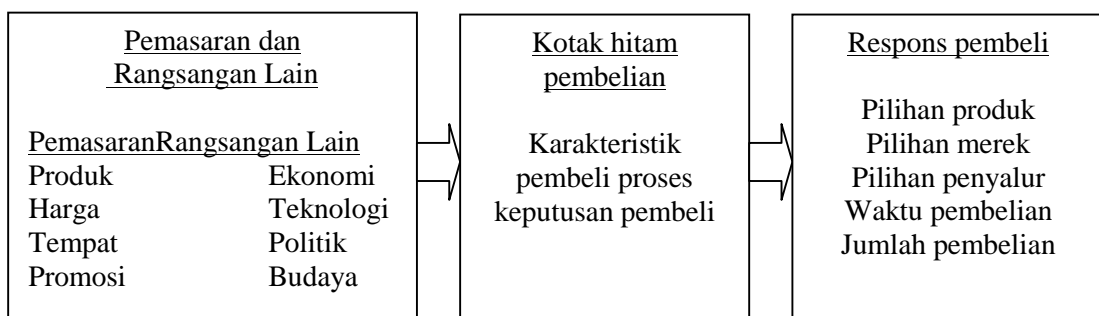 Pemasaran dan
Rangsangan Lain
PemasaranRangsangan Lain
Produk Ekonomi
Harga Teknologi
Tempat Politik
Promosi Budaya
Kotak hitam
pembelian
Karakteristik
pembeli proses
keputusan pembeli
Respons pembeli
Pilihan produk
Pilihan merek
Pilihan penyalur
Waktu pembelian
Jumlah pembelian